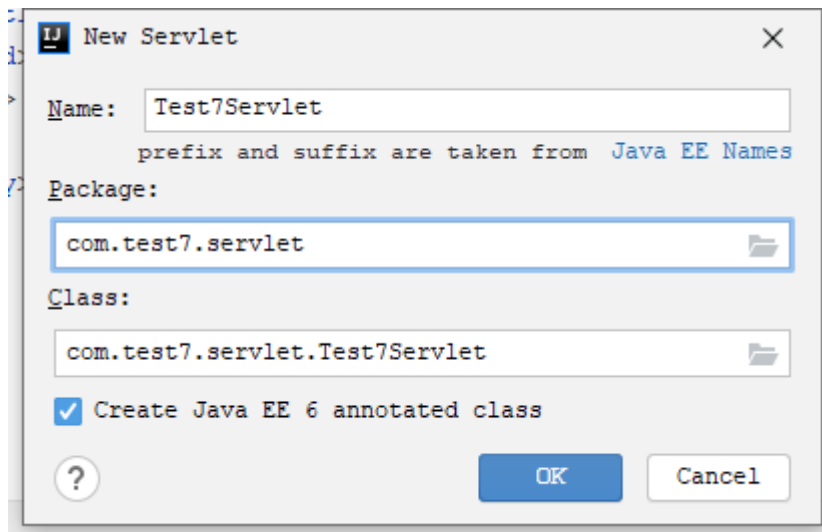 IJ New Servlet
Name: Test7Servlet
prefix and suffix are taken from Java EE Names
Package:
com.test7.servlet
Class:
com.test7.servlet.Test7Servlet
Create Java EE 6 annotated class
? OK Cancel